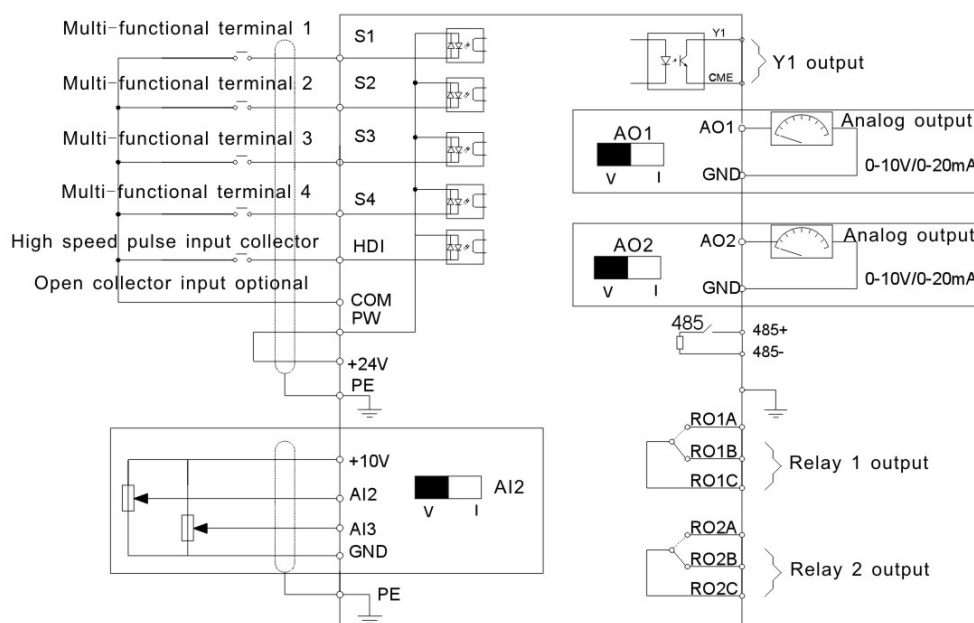 Multi-functional terminal 1
S1
Multi-functional terminal 2
S2
Multi-functional terminal 3
S3
Multi-functional terminal 4
S4
High speed pulse input collector
HDI
Open collector input optional
COM
PW
+24V
PE
+10V
AI2
AI3
GND
V I
AI2
PE
Y1
CME
Y1 output
AO1
V I
AO1
GND
Analog output
0-10V/0-20mA
AO2
V I
AO2
GND
Analog output
0-10V/0-20mA
485
485+
485-
RO1A
RO1B
RO1C
Relay 1 output
RO2A
RO2B
RO2C
Relay 2 output